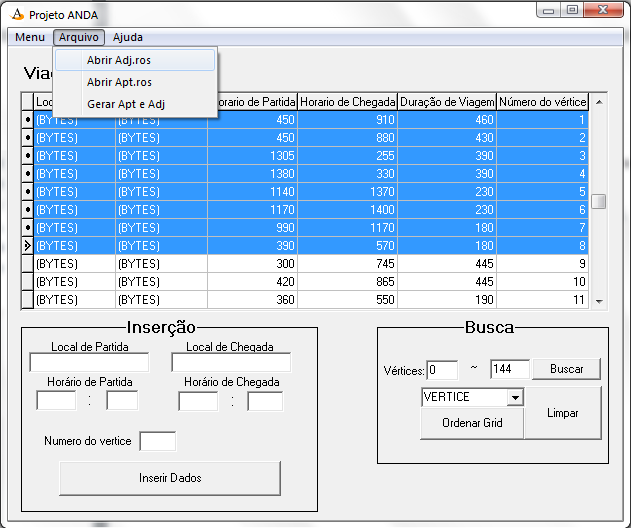 Projeto ANDA
Menu Arquivo Ajuda
Abrir Adj.ros
Abrir Apt.ros
Gerar Apt e Adj
Horario de Partida Horario de Chegada Duração de Viagem Número do vértice
(BYTES) (BYTES) 450 910 460 1
(BYTES) (BYTES) 450 880 430 2
(BYTES) (BYTES) 1305 255 390 3
(BYTES) (BYTES) 1380 330 390 4
(BYTES) (BYTES) 1140 1370 230 5
(BYTES) (BYTES) 1170 1400 230 6
(BYTES) (BYTES) 990 1170 180 7
(BYTES) (BYTES) 390 570 180 8
(BYTES) (BYTES) 300 745 445 9
(BYTES) (BYTES) 420 865 445 10
(BYTES) (BYTES) 360 550 190 11
Inserção
Local de Partida Local de Chegada
Horário de Partida Horário de Chegada
: :
Numero do vertice
Inserir Dados
Busca
Vértices: 0 ~ 144 Buscar
VERTICE
Ordenar Grid
Limpar